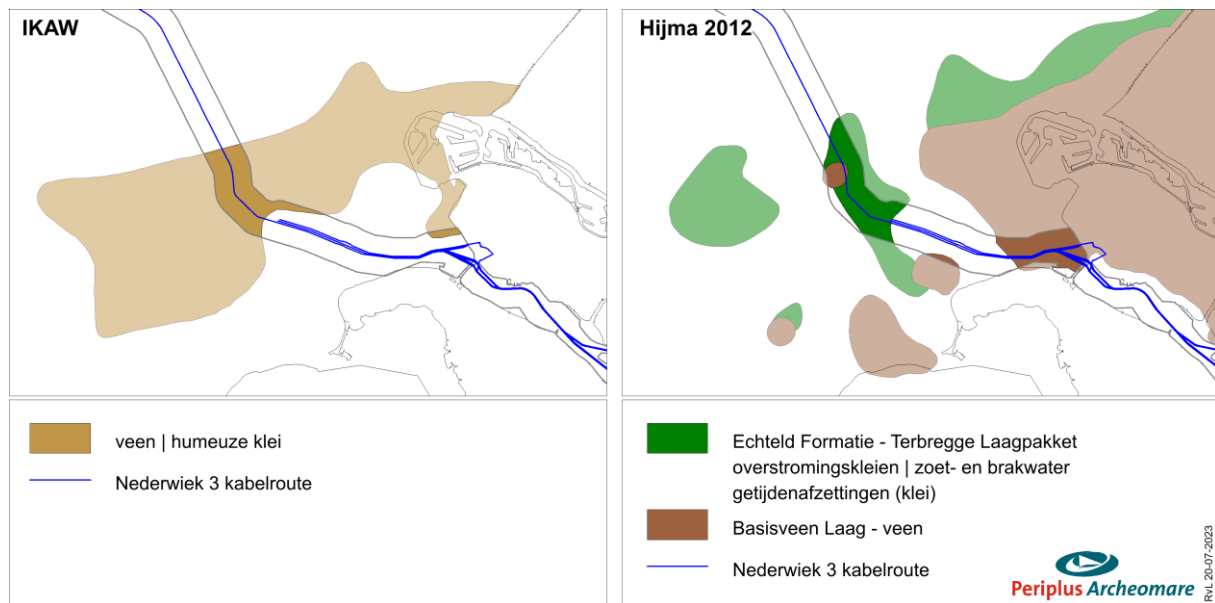 IKAW
veen | humeuze klei
Nederwiek 3 kabelroute
Hijma 2012
Echteld Formatie - Terbregge Laagpakket
overstromingskleien | zoet- en brakwater
getijdenafzettingen (klei)
Basisveen Laag - veen
Nederwiek 3 kabelroute
Periplus Archeomare
RvL 20-07-2023